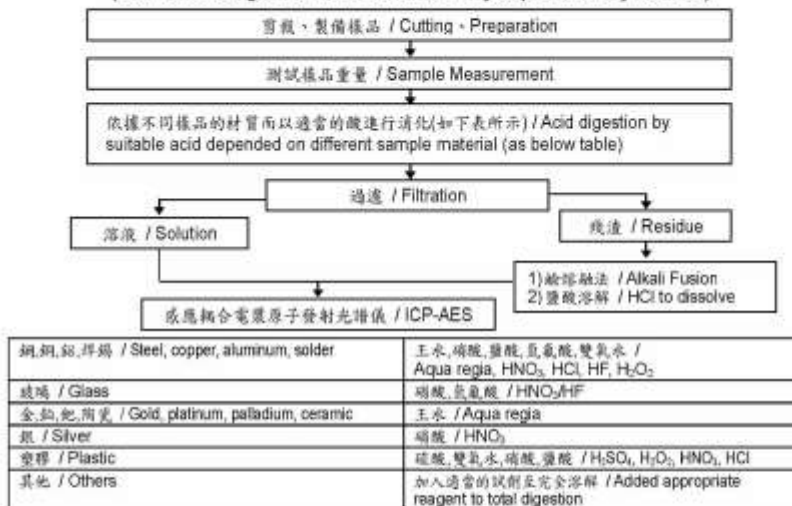 剪裁、製備樣品 / Cutting、Preparation
測試樣品重量 / Sample Measurement
依據不同樣品的材質而以適當的酸進行消化(如下表所示) / Acid digestion by
suitable acid depended on different sample material (as below table)
過濾 / Filtration
溶液 / Solution
殘渣 / Residue
1)鹼熔融法 / Alkali Fusion
2)鹽酸溶解 / HCl to dissolve
感應耦合電漿原子發射光譜儀 / ICP-AES
鋼,銅,鋁,焊錫 / Steel, copper, aluminum, solder
王水,硝酸,鹽酸,氫氟酸,雙氧水 /
Aqua regia, HNO₃, HCl, HF, H₂O₂
玻璃 / Glass
硝酸,氫氟酸 / HNO₃/HF
金,鉑,鈀,陶瓷 / Gold, platinum, palladium, ceramic
王水 / Aqua regia
銀 / Silver
硝酸 / HNO₃
塑膠 / Plastic
硫酸,雙氧水,硝酸,鹽酸 / H₂SO₄, H₂O₂, HNO₃, HCl
其他 / Others
加入適當的試劑至完全溶解 / Added appropriate
reagent to total digestion